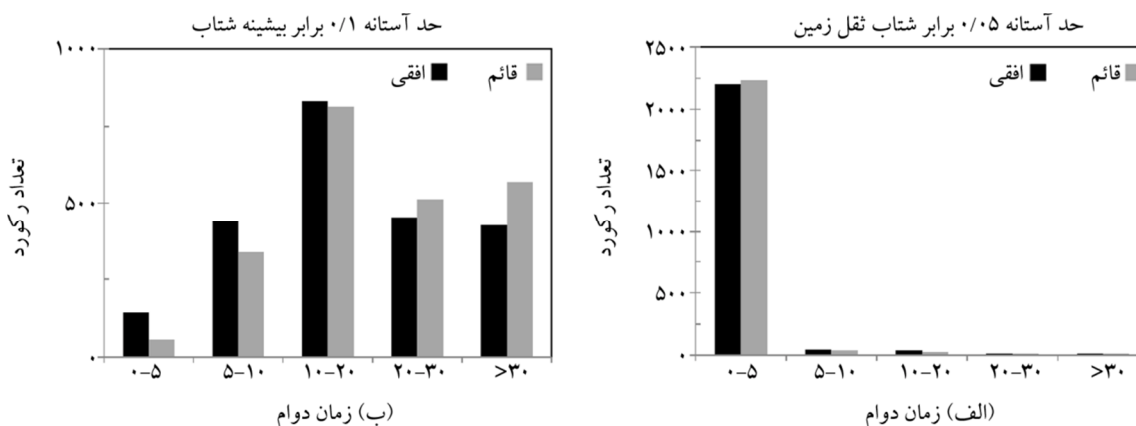 حد آستانه ۰/۰۵ برابر شتاب ثقل زمین
قائم
افقی
تعداد رکورد
۲۵۰۰
۲۰۰۰
۱۵۰۰
۱۰۰۰
۵۰۰
۰
۰-۵
۵-۱۰
۱۰-۲۰
۲۰-۳۰
>۳۰
(الف) زمان دوام
حد آستانه ۰/۱ برابر بیشینه شتاب
قائم
افقی
تعداد رکورد
۱۰۰۰
۵۰۰
۰
۰-۵
۵-۱۰
۱۰-۲۰
۲۰-۳۰
>۳۰
(ب) زمان دوام